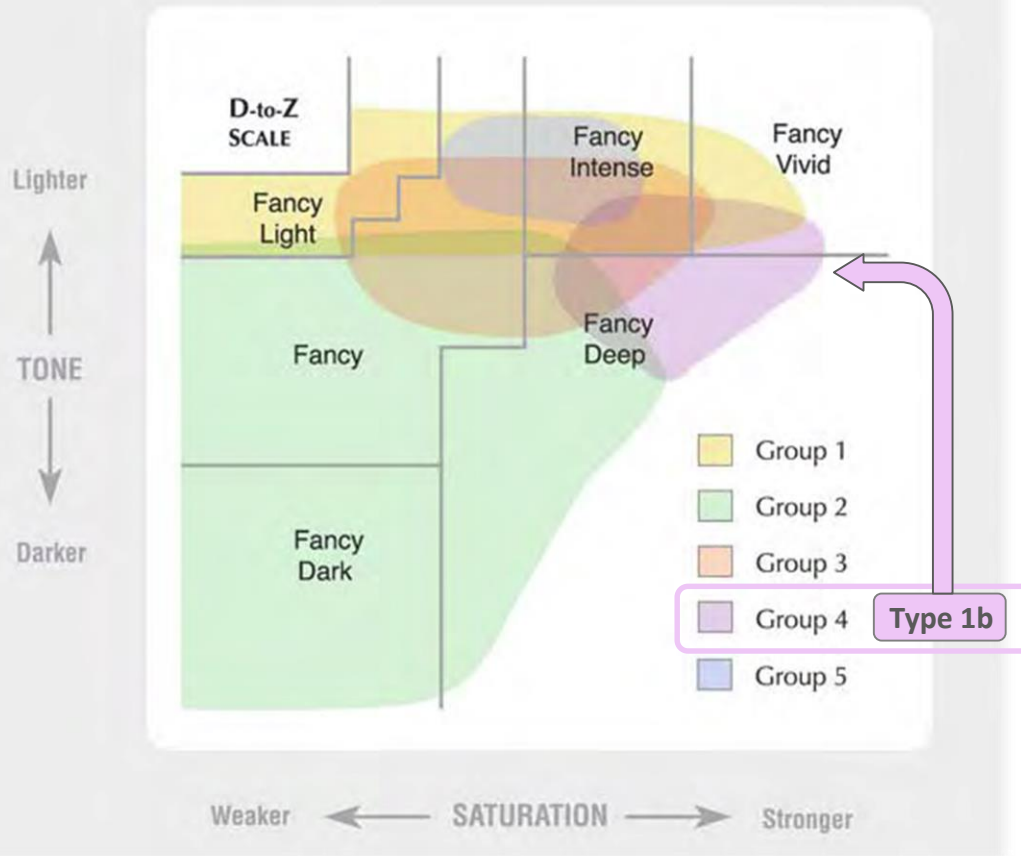 D-to-Z
SCALE
Fancy
Intense
Fancy
Vivid
Lighter
Fancy
Light
TONE
Fancy
Fancy
Deep
Group 1
Group 2
Darker
Fancy
Dark
Group 3
Group 4
Type 1b
Group 5
Weaker
SATURATION
Stronger